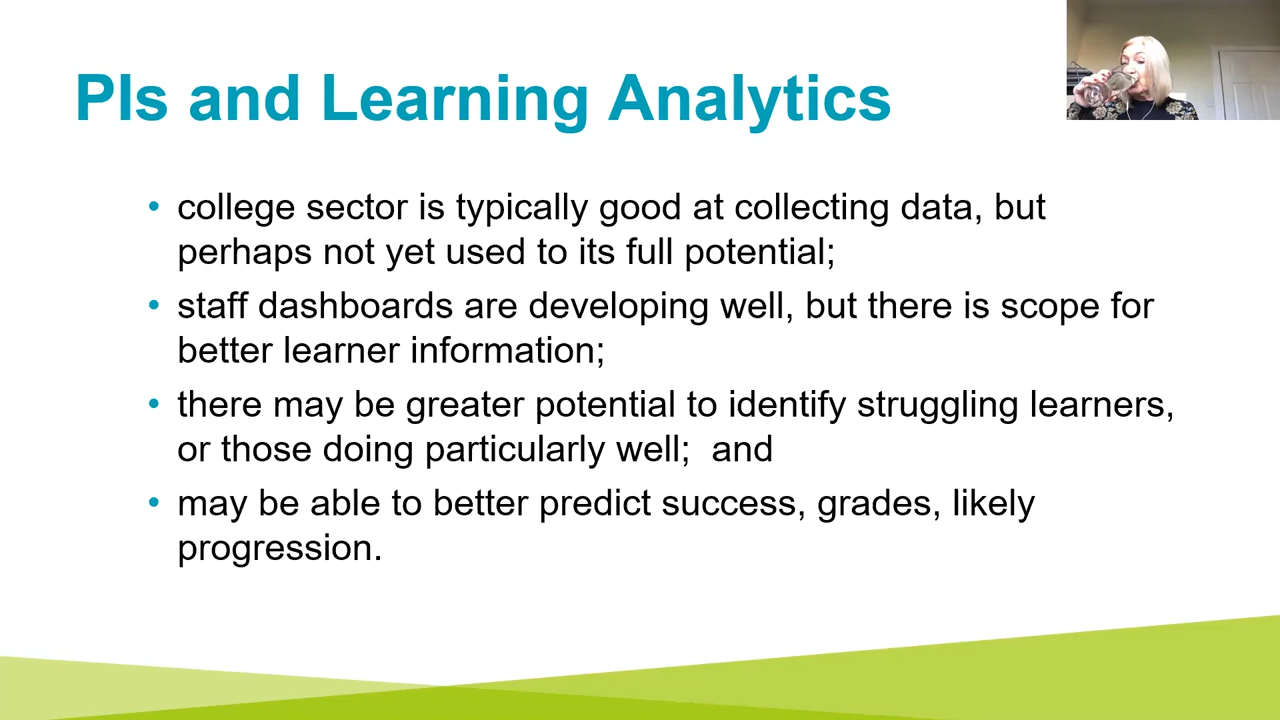 PIs and Learning Analytics
• college sector is typically good at collecting data, but
perhaps not yet used to its full potential;
• staff dashboards are developing well, but there is scope for
better learner information;
• there may be greater potential to identify struggling learners,
or those doing particularly well;  and
• may be able to better predict success, grades, likely
progression.